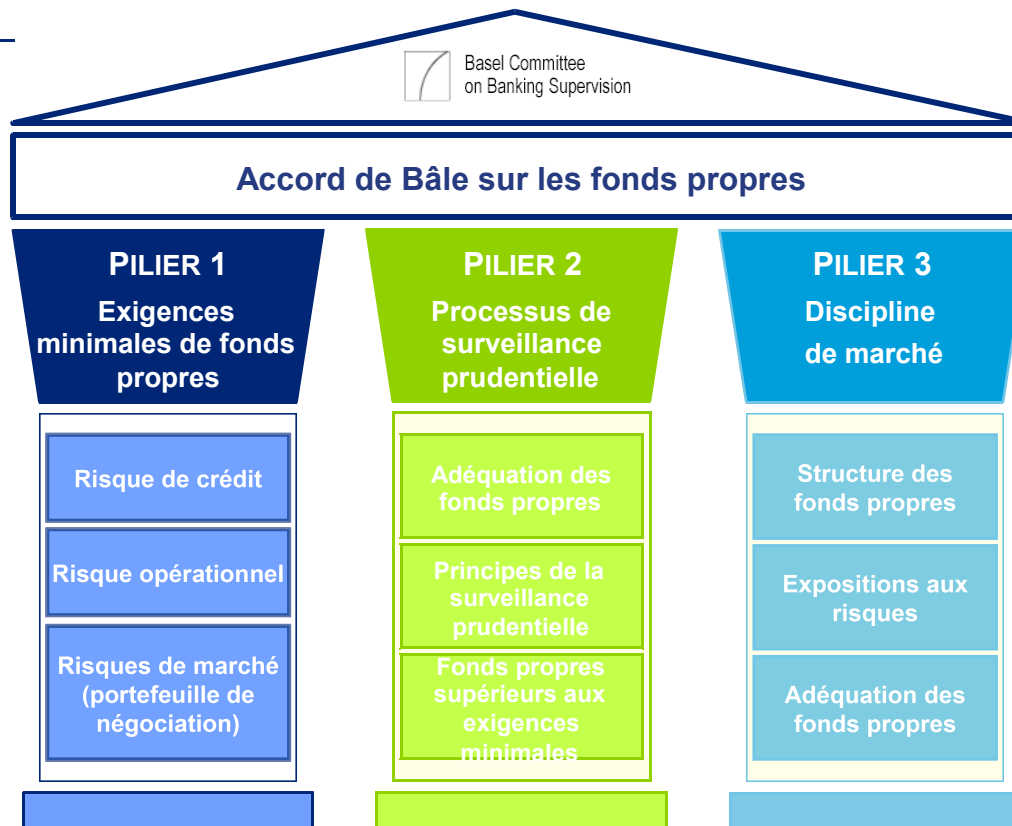 Basel Committee
on Banking Supervision
Accord de Bâle sur les fonds propres
PILIER 1
Exigences
minimales de fonds
propres
Risque de crédit
Risque opérationnel
Risques de marché
(portefeuille de
négociation)
PILIER 2
Processus de
surveillance
prudentielle
Adéquation des
fonds propres
Principes de la
surveillance
prudentielle
Fonds propres
supérieurs aux
exigences
minimales
PILIER 3
Discipline
de marché
Structure des
fonds propres
Expositions aux
risques
Adéquation des
fonds propres